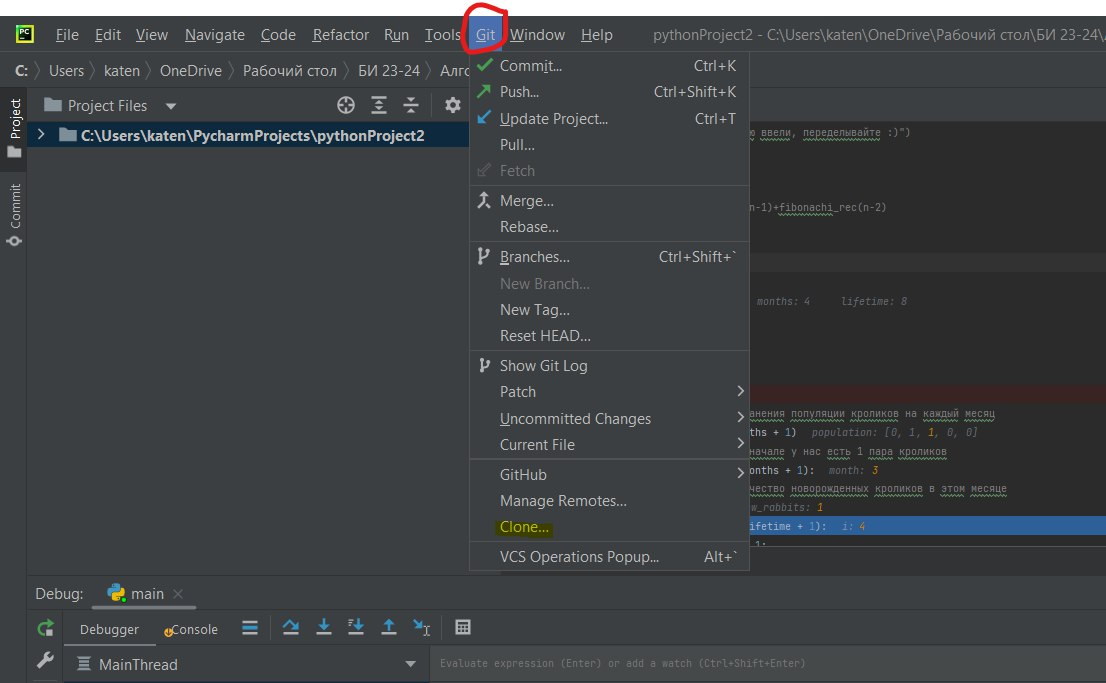 PC
File Edit View Navigate Code Refactor Run Tools Git Window Help pythonProject2 - C:\Users\katen\OneDrive\Рабочий стол\БИ 23-24\
C: Users katen OneDrive Рабочий стол БИ 23-24 Алго
Project
Commit
Project Files
C:\Users\katen\PycharmProjects\pythonProject2
Commit... Ctrl+K
Push... Ctrl+Shift+K
Update Project... Ctrl+T
Pull...
Fetch
Merge...
Rebase...
Branches... Ctrl+Shift+`
New Branch...
New Tag...
Reset HEAD...
Show Git Log
Patch
Uncommitted Changes
Current File
GitHub
Manage Remotes...
Clone...
VCS Operations Popup... Alt+`
ю ввели, переделывайте :)")
n-1)+fibonachi_rec(n-2)
months: 4 lifetime: 8
анения популяции кроликов на каждый месяц
ths + 1) population: [0, 1, 1, 0, 0]
начале у нас есть 1 пара кроликов
onths + 1): month: 3
чество новорожденных кроликов в этом месяце
w_rabbits: 1
ifetime + 1): i: 4
1:
Debug: main
Debugger Console
MainThread
Evaluate expression (Enter) or add a watch (Ctrl+Shift+Enter)